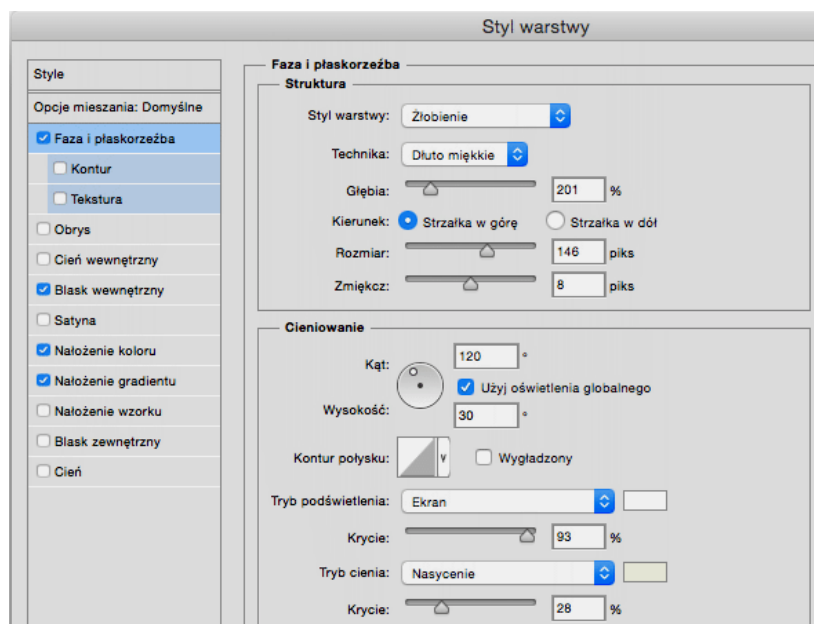 Styl warstwy
Style
Opcje mieszania: Domyślne
Faza i płaskorzeźba
Kontur
Tekstura
Obrys
Cień wewnętrzny
Blask wewnętrzny
Satyna
Nałożenie koloru
Nałożenie gradientu
Nałożenie wzorku
Blask zewnętrzny
Cień
Faza i płaskorzeźba
Struktura
Styl warstwy: Żłobienie
Technika: Dłuto miękkie
Głębia: 201 %
Kierunek: Strzałka w górę Strzałka w dół
Rozmiar: 146 piks
Zmiękcz: 8 piks
Cieniowanie
Kąt: 120 °
Użyj oświetlenia globalnego
Wysokość: 30 °
Kontur połysku: Wygładzony
Tryb podświetlenia: Ekran
Krycie: 93 %
Tryb cienia: Nasycenie
Krycie: 28 %